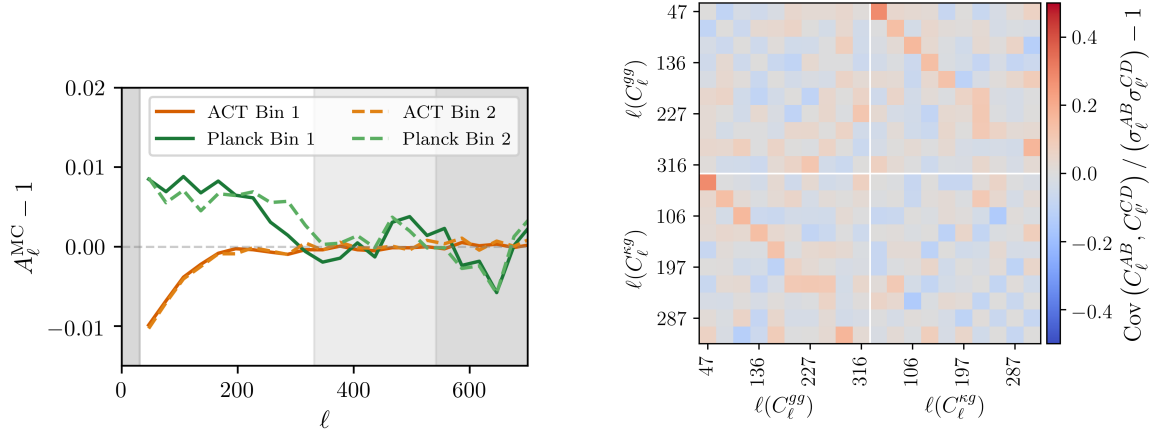 0.02
0.01
0.00
−0.01
A_ℓ^MC − 1
ACT Bin 1
ACT Bin 2
Planck Bin 1
Planck Bin 2
0
200
400
600
ℓ
47
136
227
316
ℓ(C_ℓ^gg)
106
197
287
ℓ(C_ℓ^κg)
47
136
227
316
106
197
287
ℓ(C_ℓ^gg)
ℓ(C_ℓ^κg)
0.4
0.2
0.0
−0.2
−0.4
Cov (C_ℓ^AB, C_ℓ′^CD) / (σ_ℓ^AB σ_ℓ′^CD) − 1